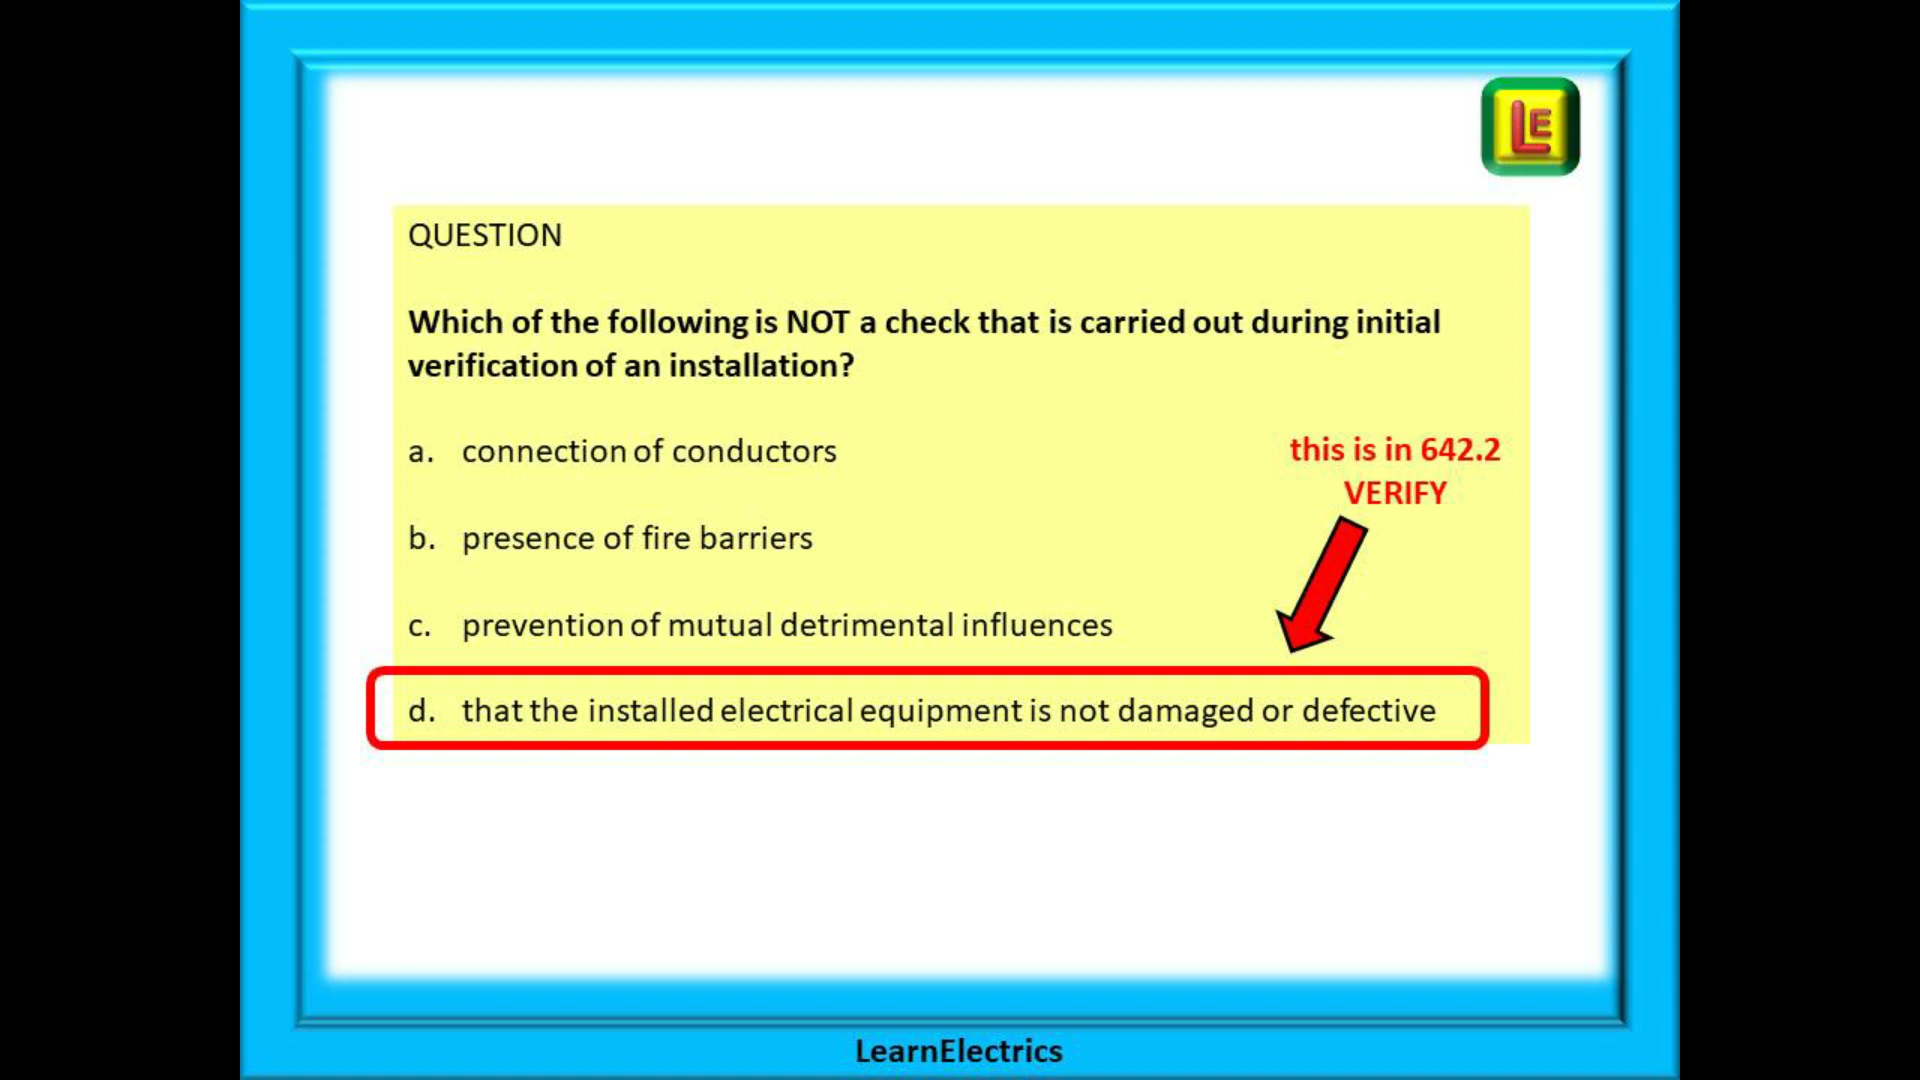 LE
QUESTION
Which of the following is NOT a check that is carried out during initial
verification of an installation?
a. connection of conductors
this is in 642.2
VERIFY
b. presence of fire barriers
c. prevention of mutual detrimental influences
d. that the installed electrical equipment is not damaged or defective
LearnElectrics